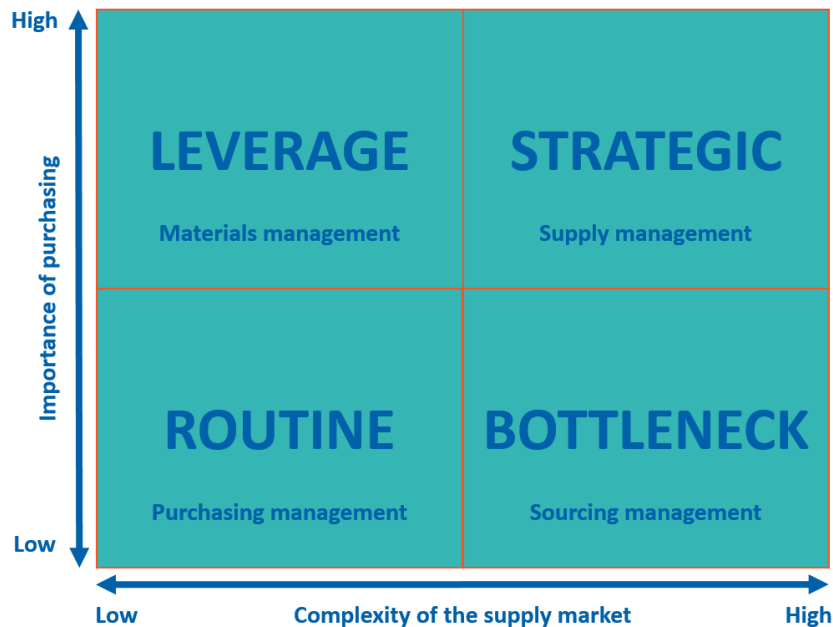 High
LEVERAGE
STRATEGIC
Materials management
Supply management
Importance of purchasing
ROUTINE
BOTTLENECK
Purchasing management
Sourcing management
Low
Low
Complexity of the supply market
High